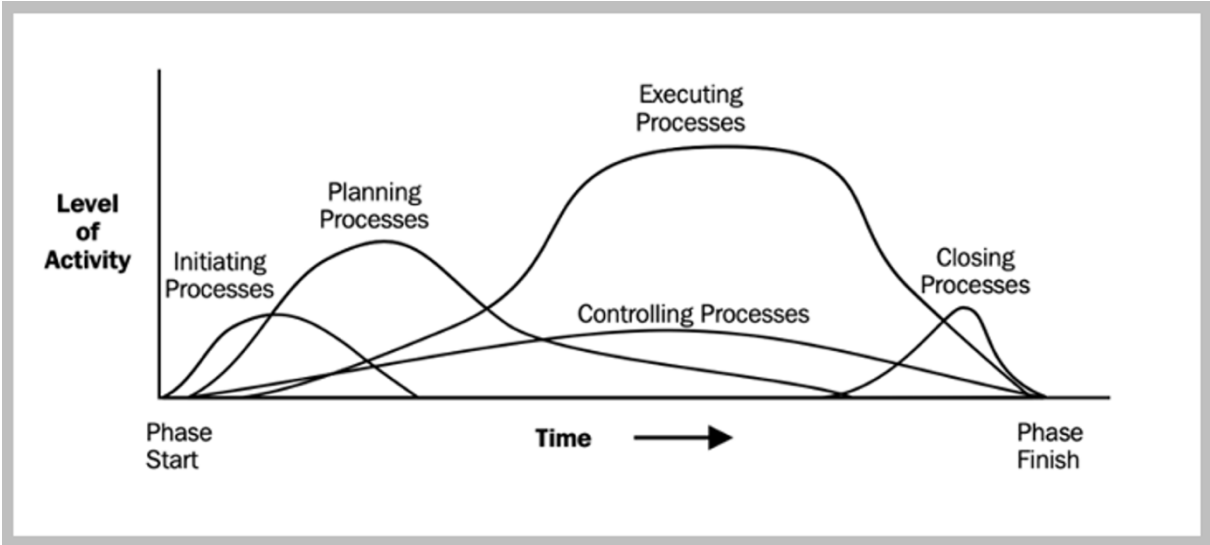 Executing
Processes
Planning
Processes
Level
of
Activity
Initiating
Processes
Closing
Processes
Controlling Processes
Phase
Start
Time
Phase
Finish